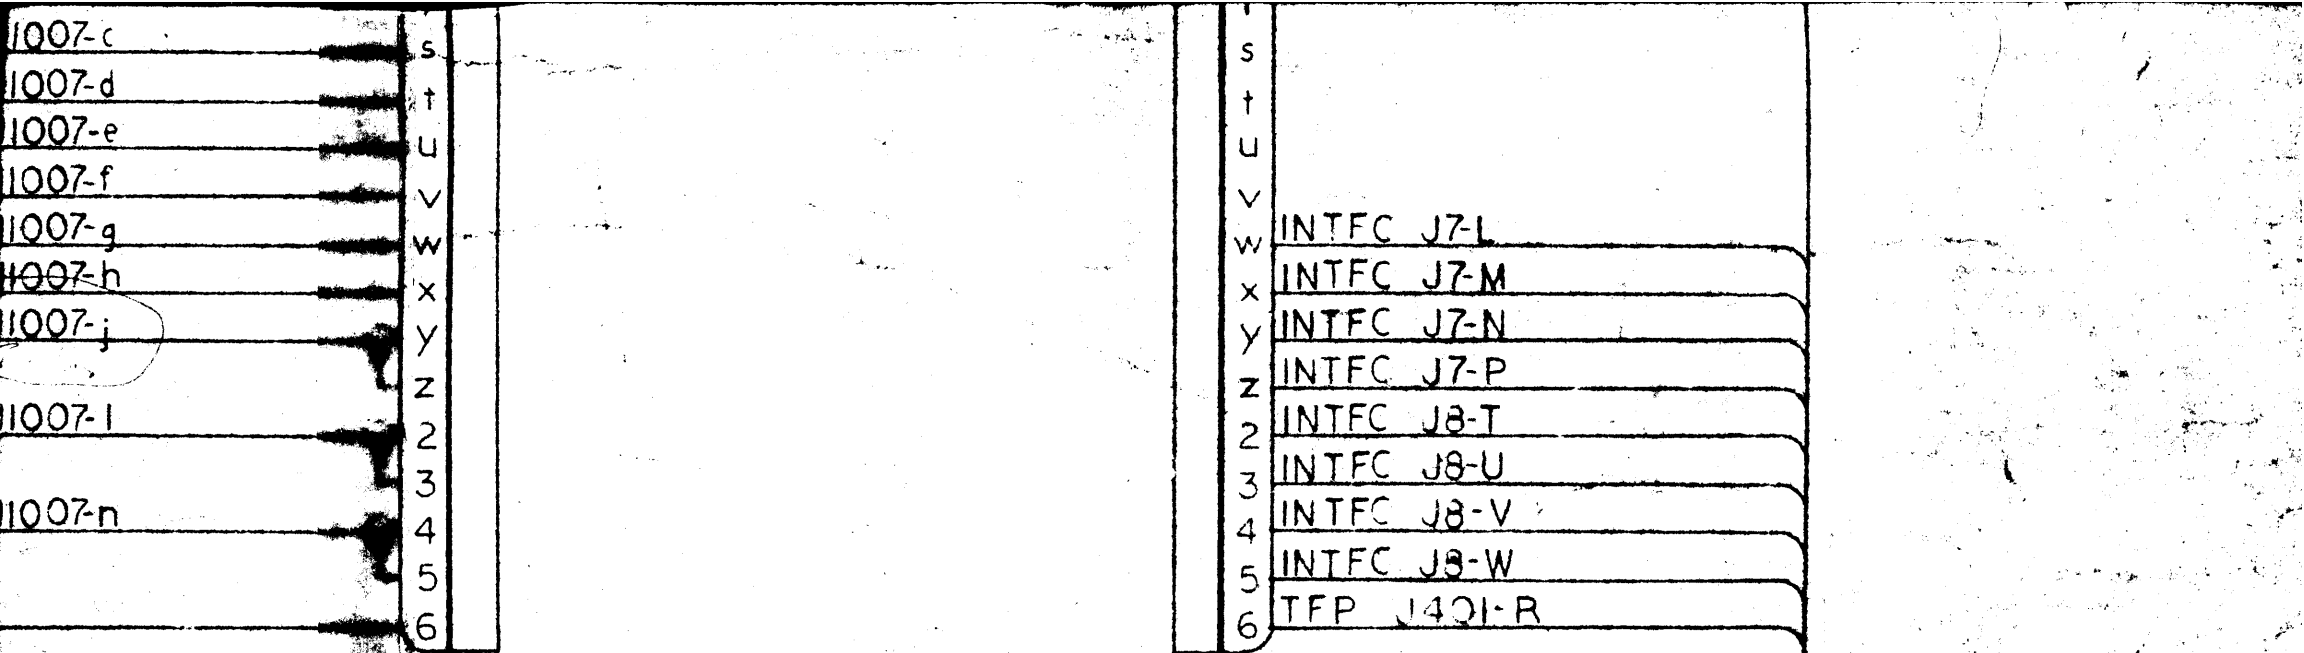 1007-c s s
1007-d t t
1007-e u u
1007-f v v
1007-g w w INTFC J7-L
1007-h x x INTFC J7-M
1007-j y y INTFC J7-N
z z INTFC J7-P
1007-l 2 2 INTFC J8-T
3 3 INTFC J8-U
1007-n 4 4 INTFC J8-V
5 5 INTFC J8-W
6 6 TFP J401-R